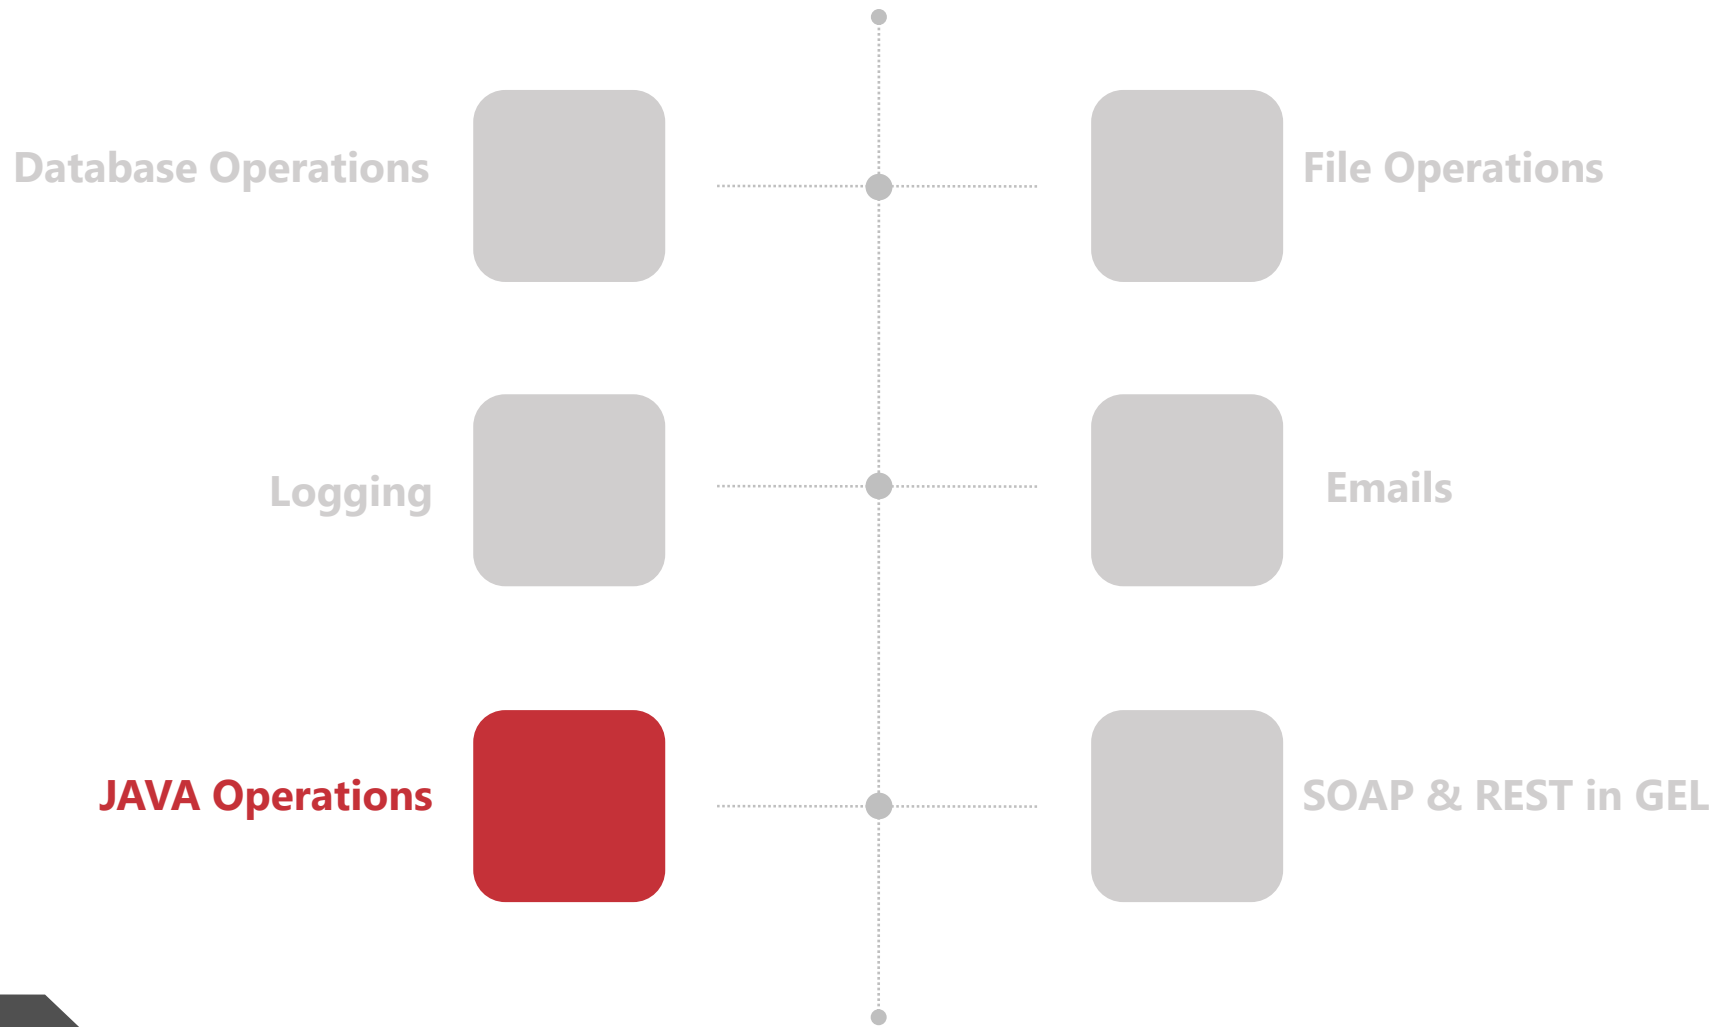 Database Operations
File Operations
Logging
Emails
JAVA Operations
SOAP & REST in GEL